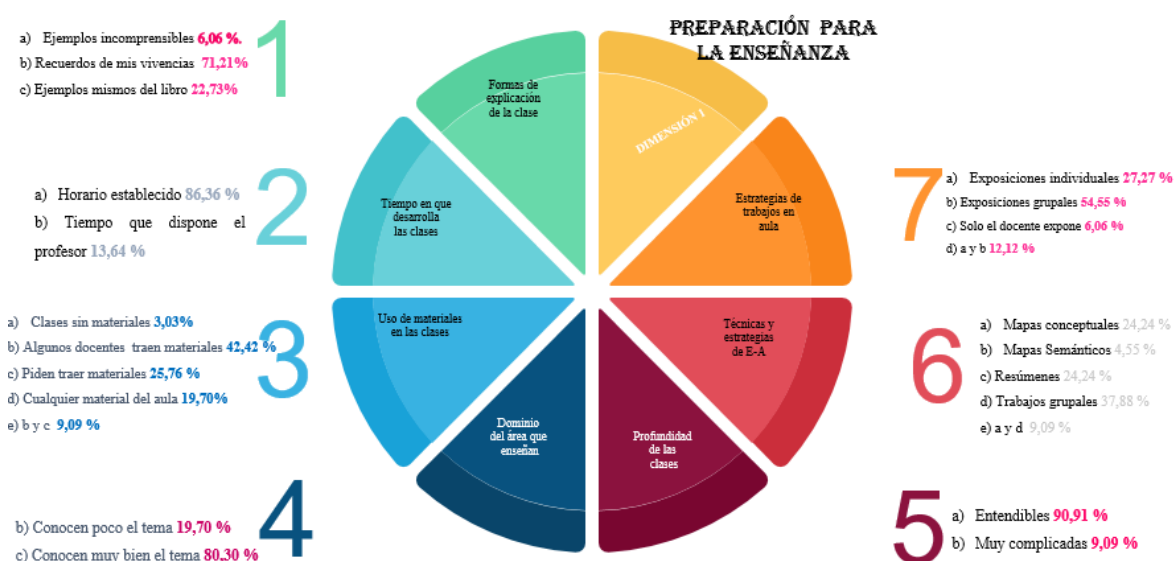 PREPARACIÓN PARA
LA ENSEÑANZA
1
a) Ejemplos incomprensibles 6,06 %.
b) Recuerdos de mis vivencias 71,21%
c) Ejemplos mismos del libro 22,73%
2
a) Horario establecido 86,36 %
b) Tiempo que dispone el
profesor 13,64 %
3
a) Clases sin materiales 3,03%
b) Algunos docentes traen materiales 42,42 %
c) Piden traer materiales 25,76 %
d) Cualquier material del aula 19,70%
e) b y c 9,09 %
4
b) Conocen poco el tema 19,70 %
c) Conocen muy bien el tema 80,30 %
Formas de
explicación
de la clase
DIMENSIÓN 1
Tiempo en que
desarrolla
las clases
Estrategias de
trabajos en
aula
Uso de materiales
en las clases
Técnicas y
estrategias
de E-A
Dominio
del área que
enseñan
Profundidad
de las
clases
7
a) Exposiciones individuales 27,27 %
b) Exposiciones grupales 54,55 %
c) Solo el docente expone 6,06 %
d) a y b 12,12 %
6
a) Mapas conceptuales 24,24 %
b) Mapas Semánticos 4,55 %
c) Resúmenes 24,24 %
d) Trabajos grupales 37,88 %
e) a y d 9,09 %
5
a) Entendibles 90,91 %
b) Muy complicadas 9,09 %